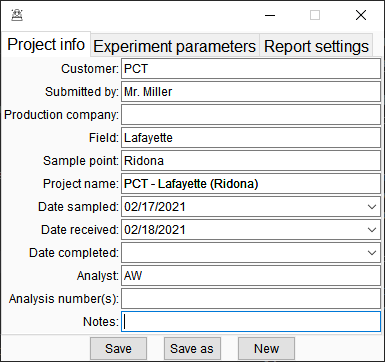 Project info Experiment parameters Report settings
Customer: PCT
Submitted by: Mr. Miller
Production company:
Field: Lafayette
Sample point: Ridona
Project name: PCT - Lafayette (Ridona)
Date sampled: 02/17/2021
Date received: 02/18/2021
Date completed:
Analyst: AW
Analysis number(s):
Notes:
Save Save as New